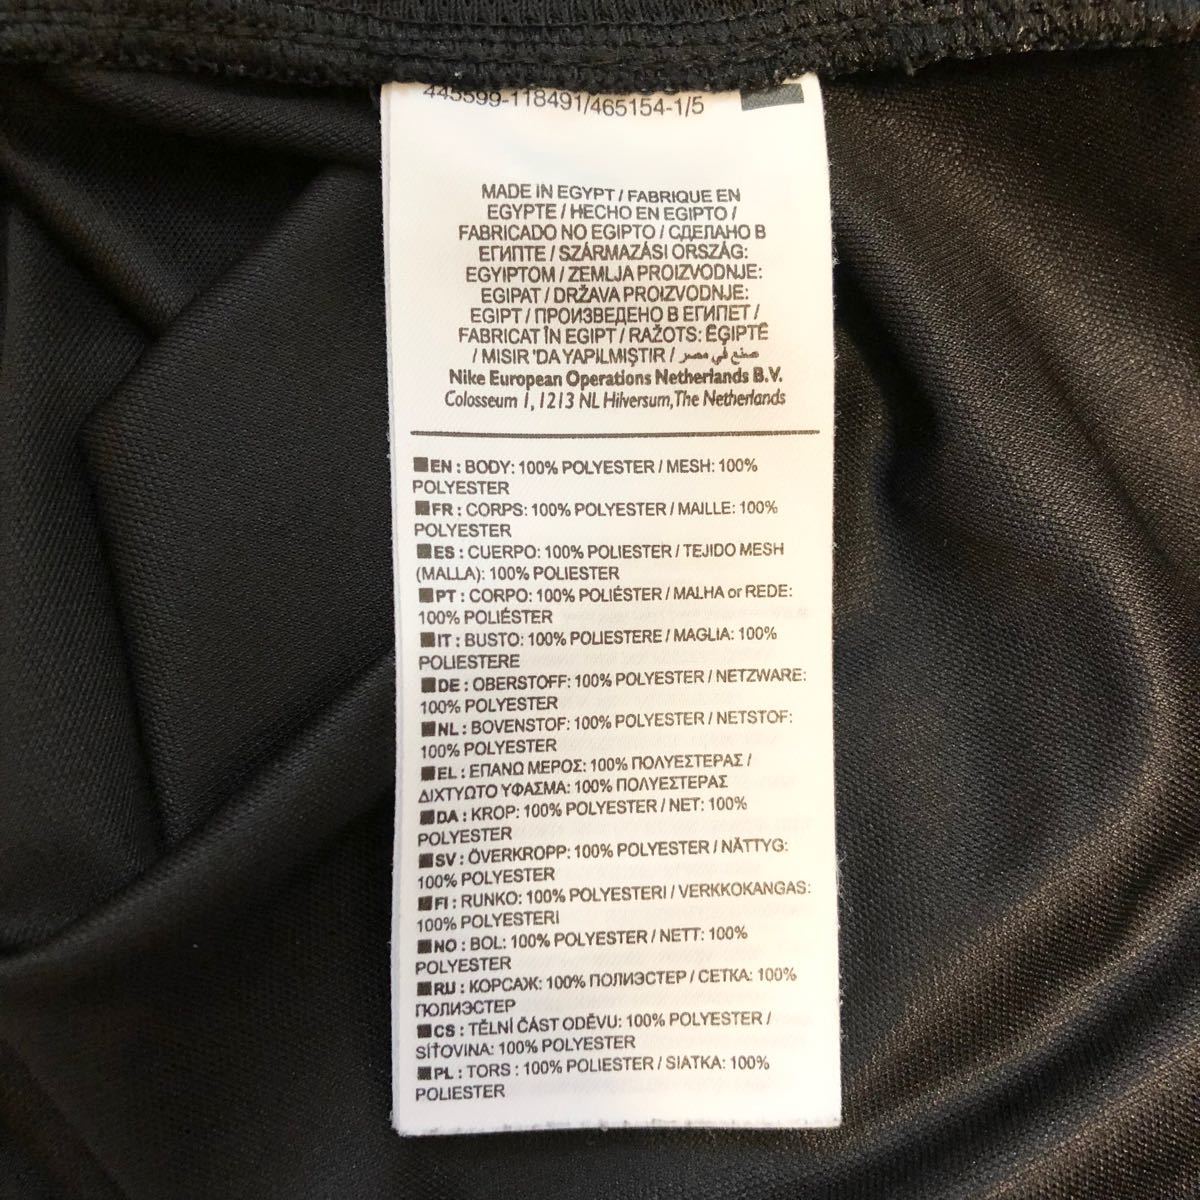 445599-118491/465154-1/5
MADE IN EGYPT / FABRIQUE EN
EGYPTE / HECHO EN EGIPTO /
FABRICADO NO EGIPTO / СДЕЛАНО В
ЕГИПТЕ / SZÁRMAZÁSI ORSZÁG:
EGYIPTOM / ZEMLJA PROIZVODNJE:
EGIPAT / DRŽAVA PROIZVODNJE:
EGIPT / ПРОИЗВЕДЕНО В ЕГИПЕТ /
FABRICAT ÎN EGIPT / RAŽOTS: ĒĢIPTĒ
/ MISIR 'DA YAPILMIŞTIR / صنع في مصر
Nike European Operations Netherlands B.V.
Colosseum 1, 1213 NL Hilversum, The Netherlands
EN : BODY: 100% POLYESTER / MESH: 100%
POLYESTER
FR : CORPS: 100% POLYESTER / MAILLE: 100%
POLYESTER
ES : CUERPO: 100% POLIESTER / TEJIDO MESH
(MALLA): 100% POLIESTER
PT : CORPO: 100% POLIÉSTER / MALHA or REDE:
100% POLIÉSTER
IT : BUSTO: 100% POLIESTERE / MAGLIA: 100%
POLIESTERE
DE : OBERSTOFF: 100% POLYESTER / NETZWARE:
100% POLYESTER
NL : BOVENSTOF: 100% POLYESTER / NETSTOF:
100% POLYESTER
EL : ΕΠΑΝΩ ΜΕΡΟΣ: 100% ΠΟΛΥΕΣΤΕΡΑΣ /
ΔΙΧΤΥΩΤΟ ΥΦΑΣΜΑ: 100% ΠΟΛΥΕΣΤΕΡΑΣ
DA : KROP: 100% POLYESTER / NET: 100%
POLYESTER
SV : ÖVERKROPP: 100% POLYESTER / NÄTTYG:
100% POLYESTER
FI : RUNKO: 100% POLYESTERI / VERKKOKANGAS:
100% POLYESTERI
NO : BOL: 100% POLYESTER / NETT: 100%
POLYESTER
RU : КОРСАЖ: 100% ПОЛИЭСТЕР / СЕТКА: 100%
ПОЛИЭСТЕР
CS : TĚLNÍ ČÁST ODĚVU: 100% POLYESTER /
SÍŤOVINA: 100% POLYESTER
PL : TORS : 100% POLIESTER / SIATKA: 100%
POLIESTER